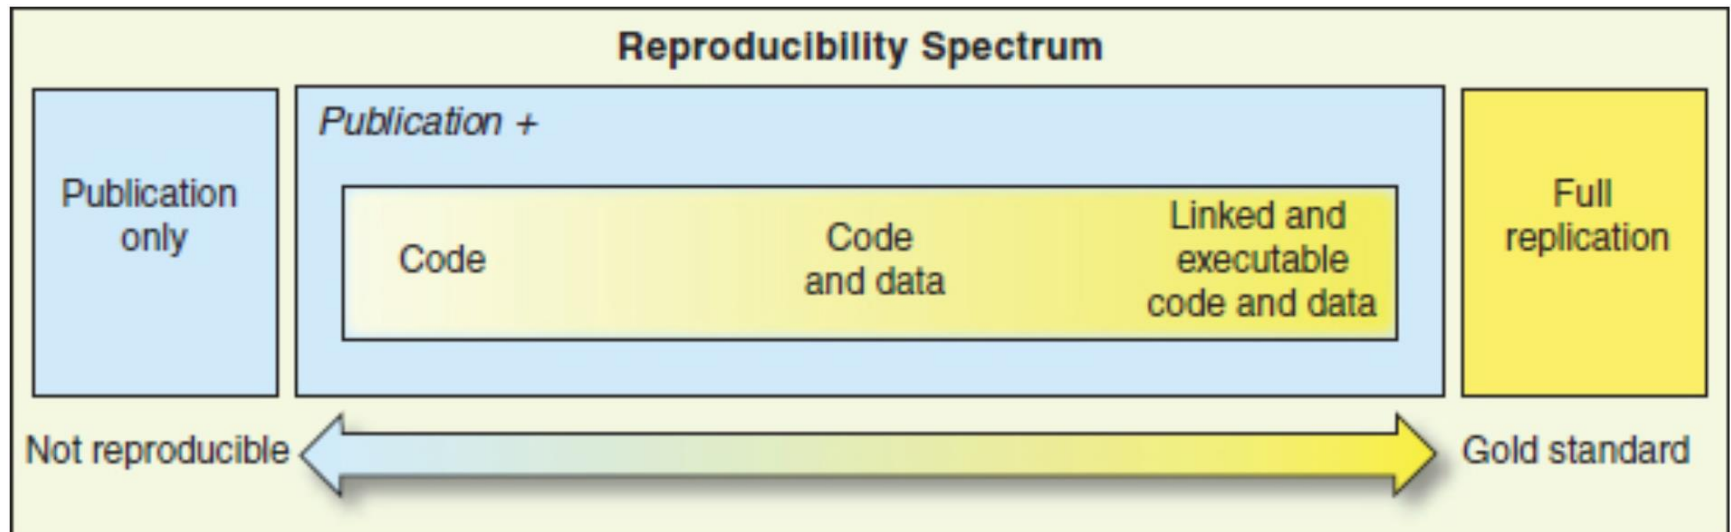 Reproducibility Spectrum
Publication
only
Publication +
Code
Code
and data
Linked and
executable
code and data
Full
replication
Not reproducible
Gold standard